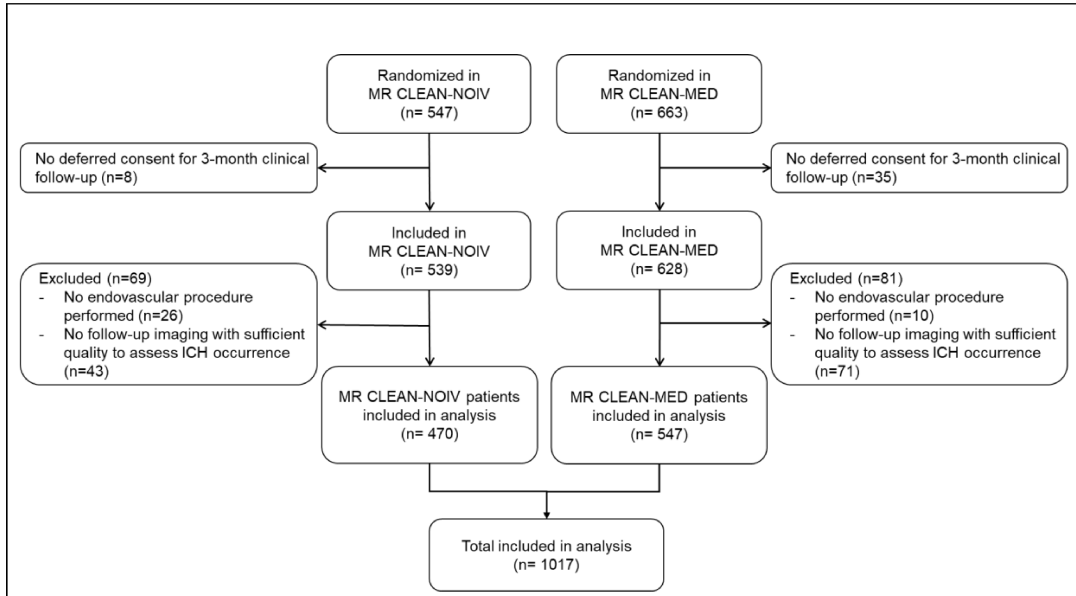 Randomized in
MR CLEAN-NOIV
(n= 547)
Randomized in
MR CLEAN-MED
(n= 663)
No deferred consent for 3-month clinical
follow-up (n=8)
No deferred consent for 3-month clinical
follow-up (n=35)
Included in
MR CLEAN-NOIV
(n= 539)
Included in
MR CLEAN-MED
(n= 628)
Excluded (n=69)
- No endovascular procedure
performed (n=26)
- No follow-up imaging with sufficient
quality to assess ICH occurrence
(n=43)
Excluded (n=81)
- No endovascular procedure
performed (n=10)
- No follow-up imaging with sufficient
quality to assess ICH occurrence
(n=71)
MR CLEAN-NOIV patients
included in analysis
(n= 470)
MR CLEAN-MED patients
included in analysis
(n= 547)
Total included in analysis
(n= 1017)